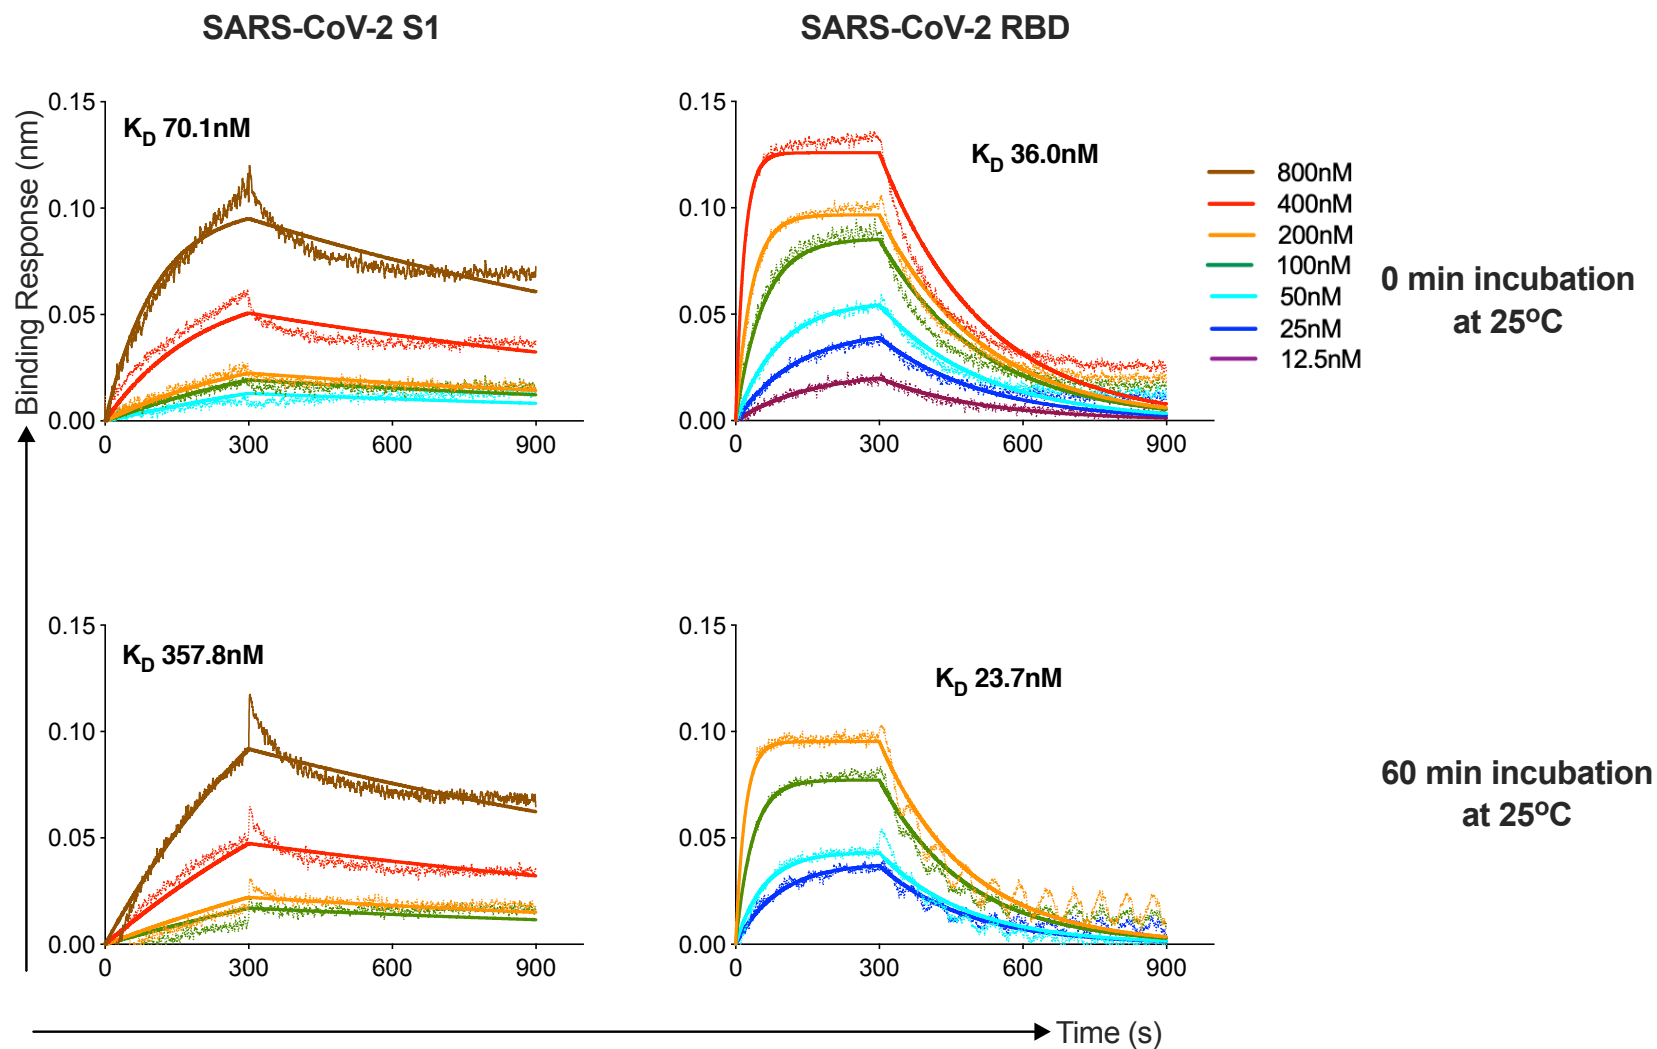 SARS-CoV-2 S1
SARS-CoV-2 RBD
Binding Response (nm)
0.15
0.10
0.05
0.00
0
300
600
900
K_D 70.1nM
0.15
0.10
0.05
0.00
0
300
600
900
K_D 36.0nM
800nM
400nM
200nM
100nM
50nM
25nM
12.5nM
0 min incubation
at 25ºC
0.15
0.10
0.05
0.00
0
300
600
900
K_D 357.8nM
0.15
0.10
0.05
0.00
0
300
600
900
K_D 23.7nM
60 min incubation
at 25ºC
Time (s)